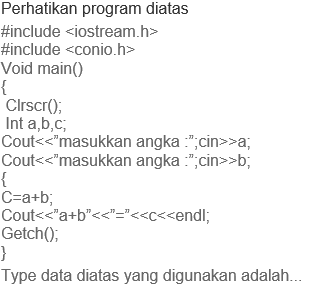 Perhatikan program diatas
#include <iostream.h>
#include <conio.h>
Void main()
{
Clrscr();
Int a,b,c;
Cout<<”masukkan angka :”;cin>>a;
Cout<<”masukkan angka :”;cin>>b;
{
C=a+b;
Cout<<”a+b”<<”=”<<c<<endl;
Getch();
}
Type data diatas yang digunakan adalah...